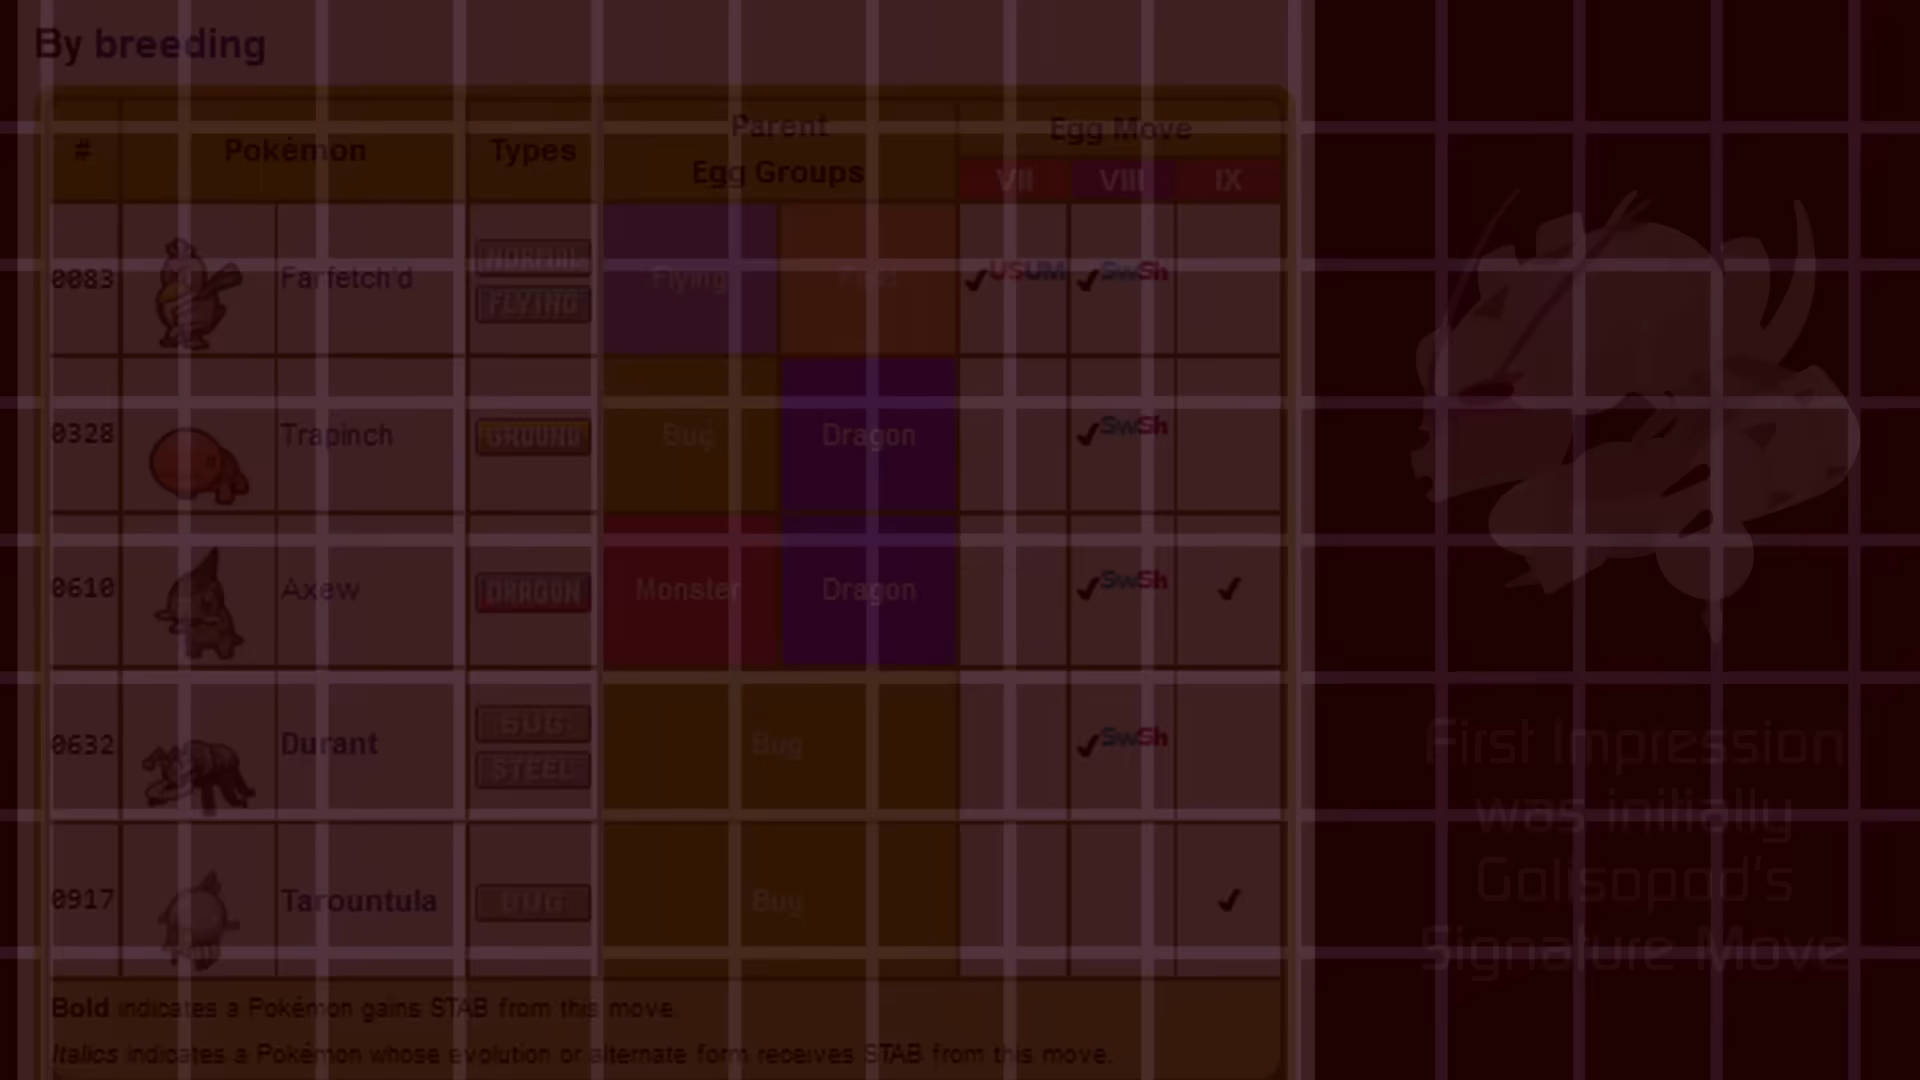 By breeding
# Pokémon Types Parent Egg Groups Egg Move
VII VIII IX
0083 Farfetch'd NORMAL FLYING Flying Field ✔USUM ✔SwSh
0328 Trapinch GROUND Bug Dragon ✔SwSh
0610 Axew DRAGON Monster Dragon ✔SwSh ✔
0632 Durant BUG STEEL Bug ✔SwSh
0917 Tarountula BUG Bug ✔
Bold indicates a Pokémon gains STAB from this move.
Italics indicates a Pokémon whose evolution or alternate form receives STAB from this move.
First Impression
was initially
Golisopod's
Signature Move